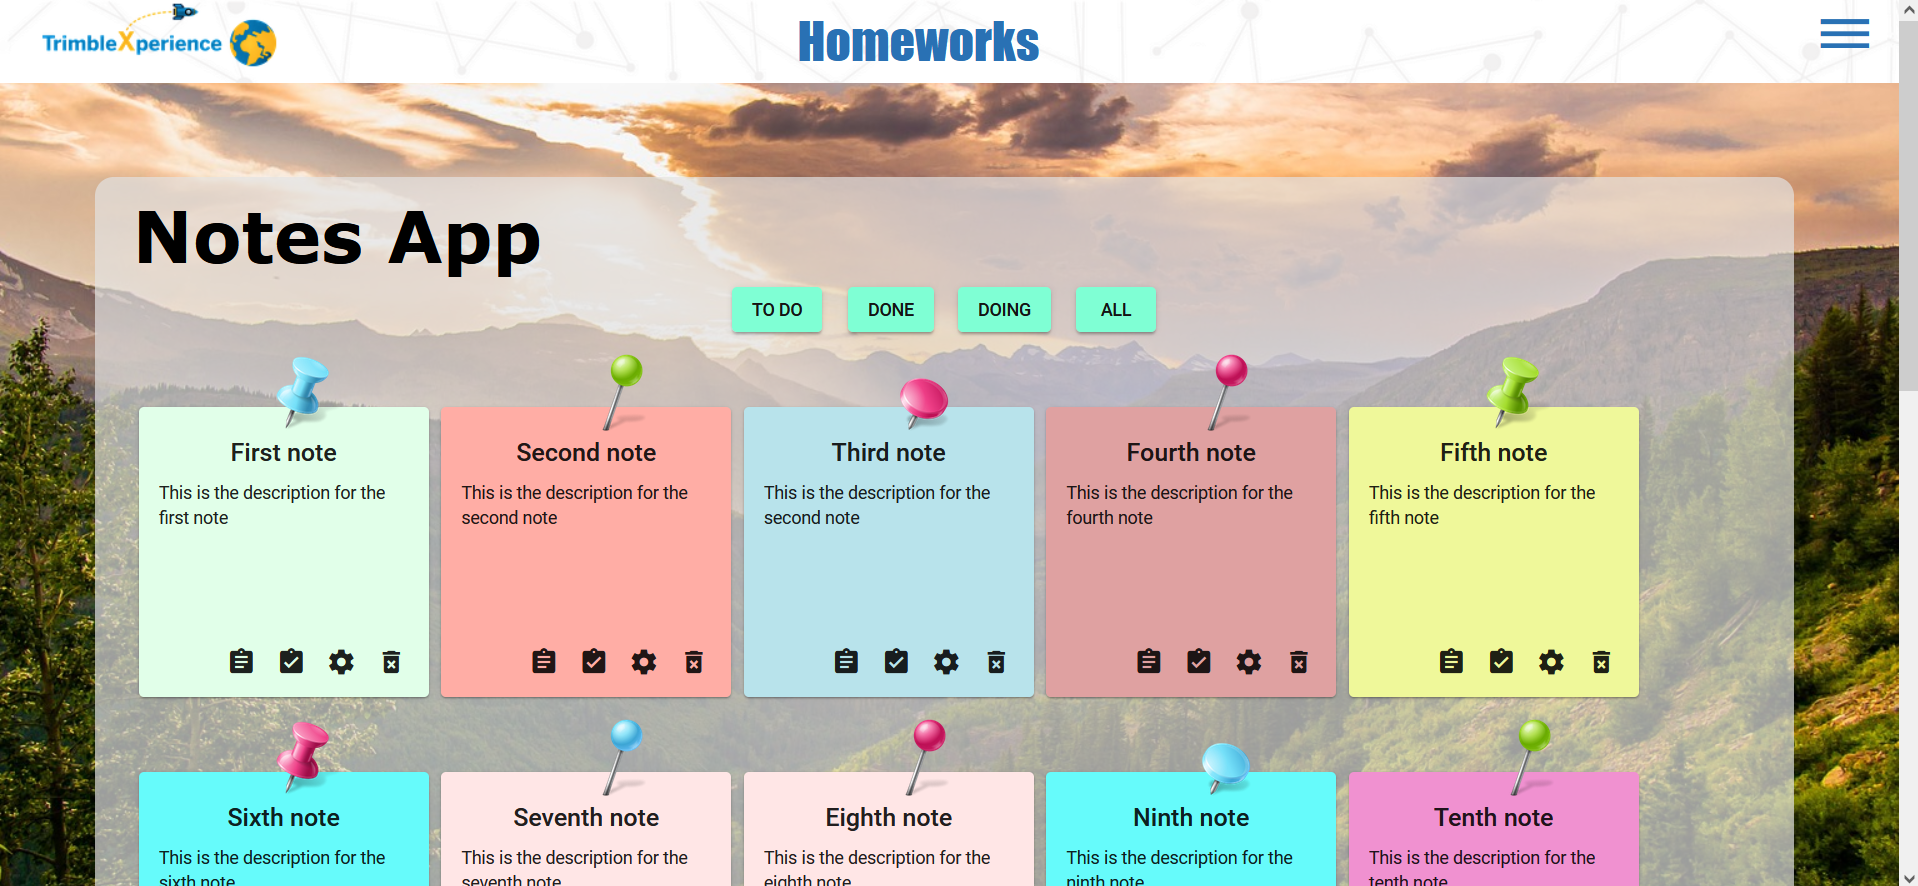 TrimbleXperience
Homeworks
Notes App
TO DO
DONE
DOING
ALL
First note
This is the description for the
first note
Second note
This is the description for the
second note
Third note
This is the description for the
second note
Fourth note
This is the description for the
fourth note
Fifth note
This is the description for the
fifth note
Sixth note
This is the description for the
sixth note
Seventh note
This is the description for the
seventh note
Eighth note
This is the description for the
eighth note
Ninth note
This is the description for the
ninth note
Tenth note
This is the description for the
tenth note